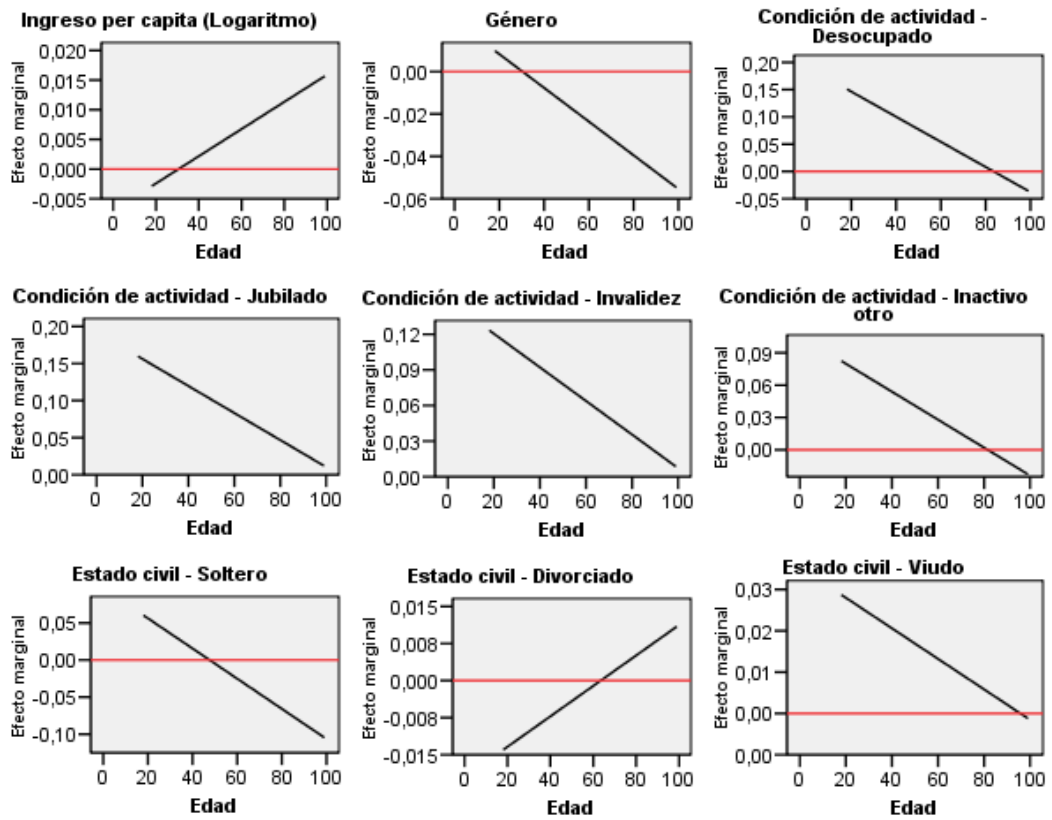 Ingreso per capita (Logaritmo)
Efecto marginal
0,020
0,015
0,010
0,005
0,000
-0,005
0 20 40 60 80 100
Edad
Género
Efecto marginal
0,00
-0,02
-0,04
-0,06
0 20 40 60 80 100
Edad
Condición de actividad -
Desocupado
Efecto marginal
0,20
0,15
0,10
0,05
0,00
-0,05
0 20 40 60 80 100
Edad
Condición de actividad - Jubilado
Efecto marginal
0,20
0,15
0,10
0,05
0,00
0 20 40 60 80 100
Edad
Condición de actividad - Invalidez
Efecto marginal
0,12
0,09
0,06
0,03
0,00
0 20 40 60 80 100
Edad
Condición de actividad - Inactivo
otro
Efecto marginal
0,09
0,06
0,03
0,00
0 20 40 60 80 100
Edad
Estado civil - Soltero
Efecto marginal
0,05
0,00
-0,05
-0,10
0 20 40 60 80 100
Edad
Estado civil - Divorciado
Efecto marginal
0,015
0,008
0,000
-0,008
-0,015
0 20 40 60 80 100
Edad
Estado civil - Viudo
Efecto marginal
0,03
0,02
0,01
0,00
0,00
0 20 40 60 80 100
Edad